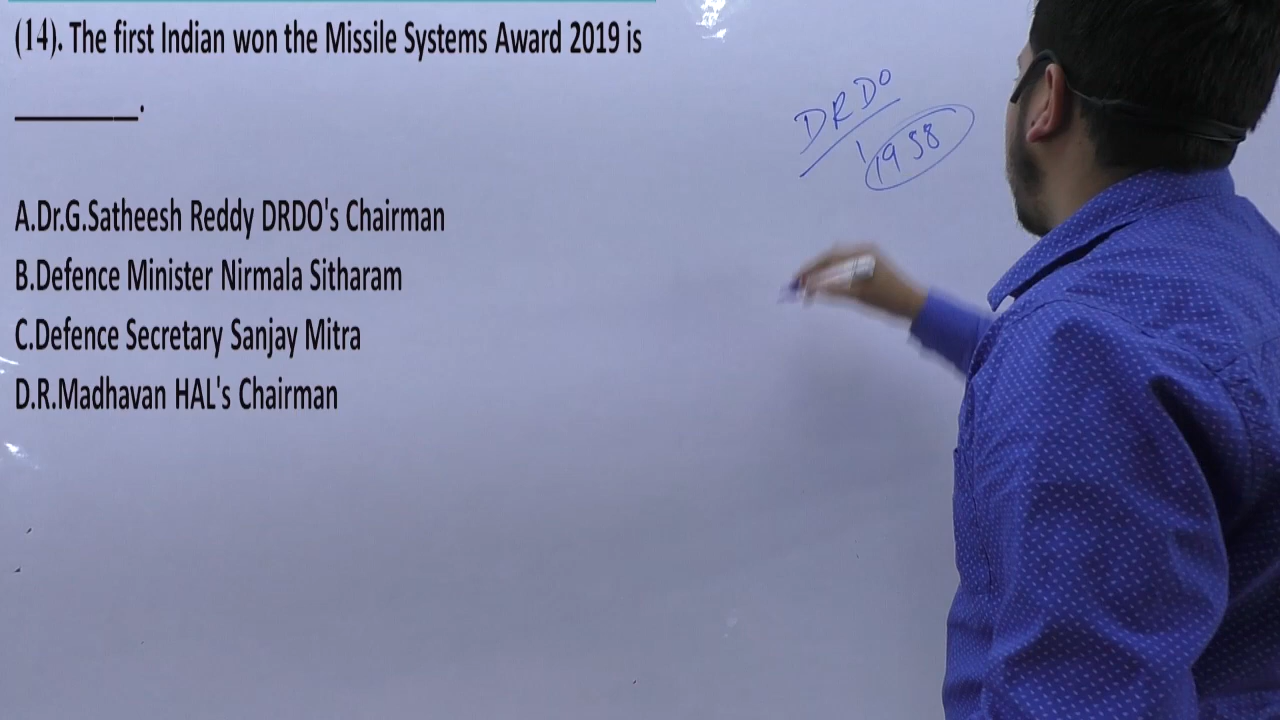 (14). The first Indian won the Missile Systems Award 2019 is
____________.
A.Dr.G.Satheesh Reddy DRDO's Chairman
B.Defence Minister Nirmala Sitharam
C.Defence Secretary Sanjay Mitra
D.R.Madhavan HAL's Chairman
DRDO
1958